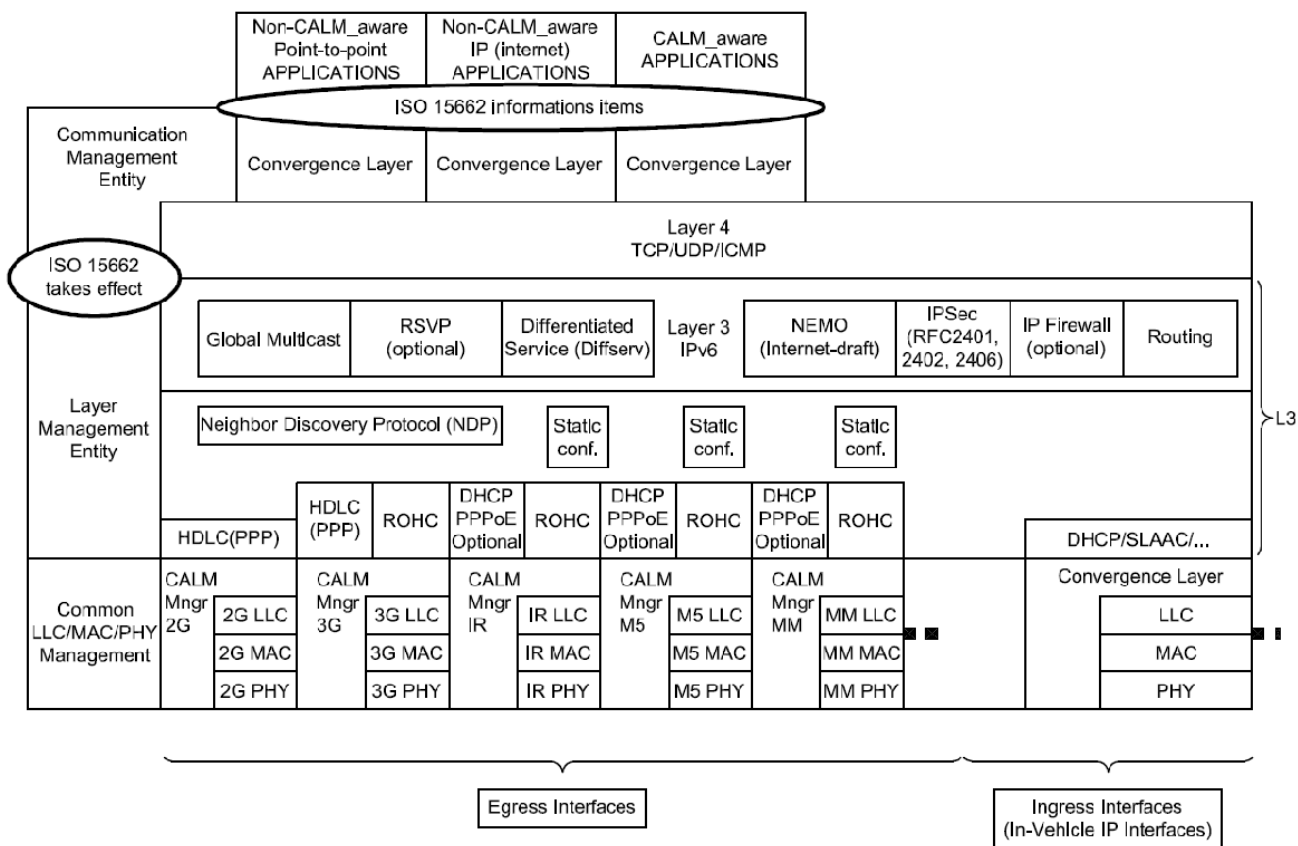 Non-CALM_aware
Point-to-point
APPLICATIONS
Non-CALM_aware
IP (internet)
APPLICATIONS
CALM_aware
APPLICATIONS
ISO 15662 informations items
Communication
Management
Entity
Convergence Layer
Convergence Layer
Convergence Layer
Layer 4
TCP/UDP/ICMP
ISO 15662
takes effect
Global Multicast
RSVP
(optional)
Differentiated
Service (Diffserv)
Layer 3
IPv6
NEMO
(Internet-draft)
IPSec
(RFC2401,
2402, 2406)
IP Firewall
(optional)
Routing
L3
Layer
Management
Entity
Neighbor Discovery Protocol (NDP)
Static
conf.
Static
conf.
Static
conf.
HDLC(PPP)
HDLC
(PPP)
ROHC
DHCP
PPPoE
Optional
ROHC
DHCP
PPPoE
Optional
ROHC
DHCP
PPPoE
Optional
ROHC
DHCP/SLAAC/...
Common
LLC/MAC/PHY
Management
CALM
Mngr
2G
2G LLC
2G MAC
2G PHY
CALM
Mngr
3G
3G LLC
3G MAC
3G PHY
CALM
Mngr
IR
IR LLC
IR MAC
IR PHY
CALM
Mngr
M5
M5 LLC
M5 MAC
M5 PHY
CALM
Mngr
MM
MM LLC
MM MAC
MM PHY
Convergence Layer
LLC
MAC
PHY
Egress Interfaces
Ingress Interfaces
(In-Vehicle IP Interfaces)